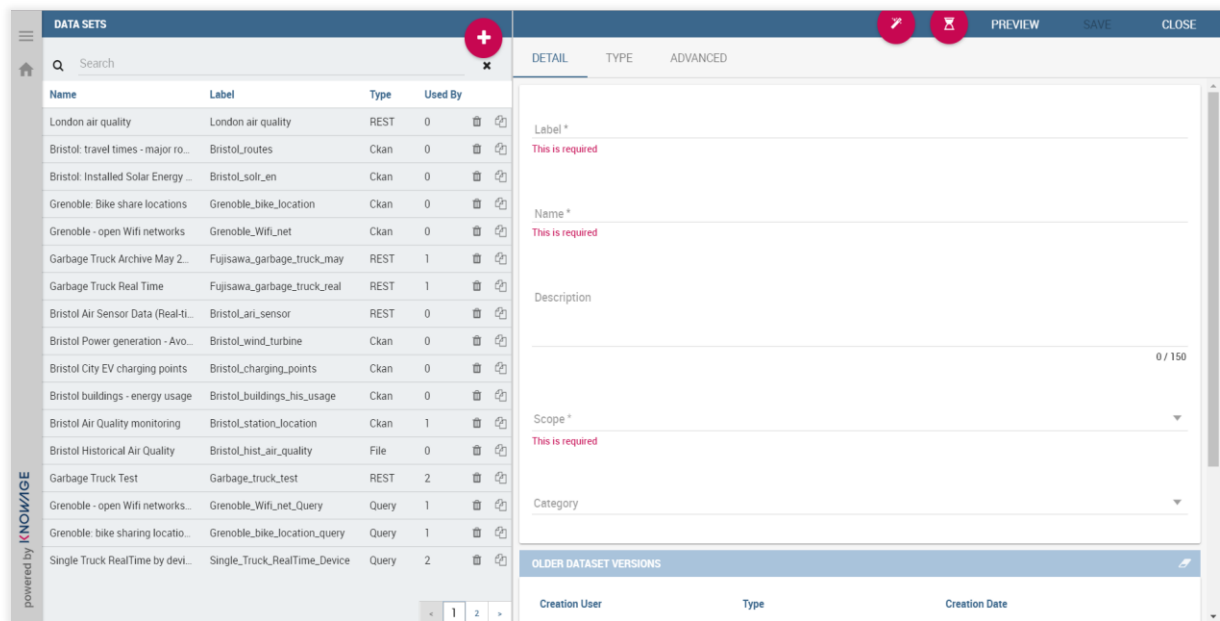 DATA SETS
PREVIEW SAVE CLOSE
Search
Name Label Type Used By
London air quality London air quality REST 0
Bristol: travel times - major ro... Bristol_routes Ckan 0
Bristol: Installed Solar Energy ... Bristol_solr_en Ckan 0
Grenoble: Bike share locations Grenoble_bike_location Ckan 0
Grenoble - open Wifi networks Grenoble_Wifi_net Ckan 0
Garbage Truck Archive May 2... Fujisawa_garbage_truck_may REST 1
Garbage Truck Real Time Fujisawa_garbage_truck_real REST 1
Bristol Air Sensor Data (Real-ti... Bristol_ari_sensor REST 0
Bristol Power generation - Avo... Bristol_wind_turbine Ckan 0
Bristol City EV charging points Bristol_charging_points Ckan 0
Bristol buildings - energy usage Bristol_buildings_his_usage Ckan 0
Bristol Air Quality monitoring Bristol_station_location Ckan 1
Bristol Historical Air Quality Bristol_hist_air_quality File 0
Garbage Truck Test Garbage_truck_test REST 2
Grenoble - open Wifi networks... Grenoble_Wifi_net_Query Query 1
Grenoble: bike sharing locatio... Grenoble_bike_location_query Query 1
Single Truck RealTime by devi... Single_Truck_RealTime_Device Query 2
« 1 2 »
powered by KNOWAGE
DETAIL TYPE ADVANCED
Label *
This is required
Name *
This is required
Description
0 / 150
Scope *
This is required
Category
OLDER DATASET VERSIONS
Creation User Type Creation Date